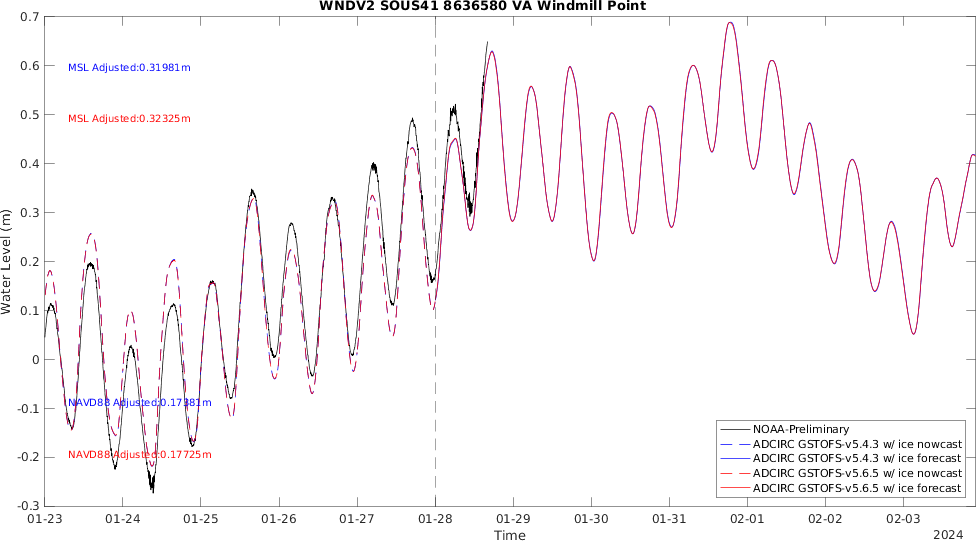 WNDV2 SOUS41 8636580 VA Windmill Point
0.7
0.6
0.5
0.4
0.3
0.2
0.1
0
-0.1
-0.2
-0.3
Water Level (m)
MSL Adjusted:0.31981m
MSL Adjusted:0.32325m
NAVD88 Adjusted:0.17381m
NAVD88 Adjusted:0.17725m
NOAA-Preliminary
ADCIRC GSTOFS-v5.4.3 w/ ice nowcast
ADCIRC GSTOFS-v5.4.3 w/ ice forecast
ADCIRC GSTOFS-v5.6.5 w/ ice nowcast
ADCIRC GSTOFS-v5.6.5 w/ ice forecast
01-23 01-24 01-25 01-26 01-27 01-28 01-29 01-30 01-31 02-01 02-02 02-03
Time
2024